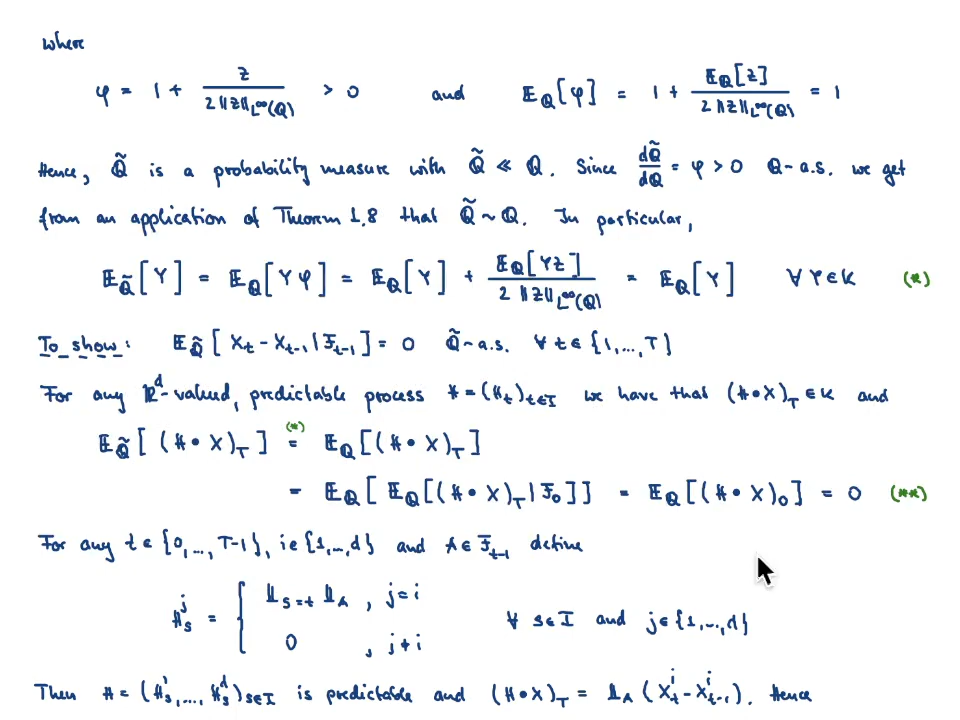 where
φ = 1 + z / (2‖z‖_{L^∞(Q)}) > 0 and 𝔼_Q[φ] = 1 + 𝔼_Q[z] / (2‖z‖_{L^∞(Q)}) = 1
Hence, Q̃ is a probability measure with Q̃ ≪ Q. Since dQ̃/dQ = φ > 0 Q-a.s. we get
from an application of Theorem 1.8 that Q̃ ~ Q. In particular,
𝔼_Q̃[Y] = 𝔼_Q[Yφ] = 𝔼_Q[Y] + 𝔼_Q[Yz] / (2‖z‖_{L^∞(Q)}) = 𝔼_Q[Y] ∀ Y∈K (*)
To show: 𝔼_Q̃[X_t - X_{t-1} | F_{t-1}] = 0 Q̃-a.s. ∀ t ∈ {1,...,T}
For any ℝ^d-valued, predictable process H = (H_t)_{t∈I} we have that (H•X)_T ∈ K and
𝔼_Q̃[(H•X)_T] (*)= 𝔼_Q[(H•X)_T]
= 𝔼_Q[𝔼_Q[(H•X)_T | F_0]] = 𝔼_Q[(H•X)_0] = 0 (**)
For any t ∈ {0,...,T-1}, i ∈ {1,...,d} and A ∈ F_{t-1} define
H_s^j = { 𝟙_{s=t} 𝟙_A , j=i
0 , j≠i ∀ s∈I and j∈{1,...,d}
Then H = (H_s^1,...,H_s^d)_{s∈I} is predictable and (H•X)_T = 𝟙_A (X_t^i - X_{t-1}^i). Hence